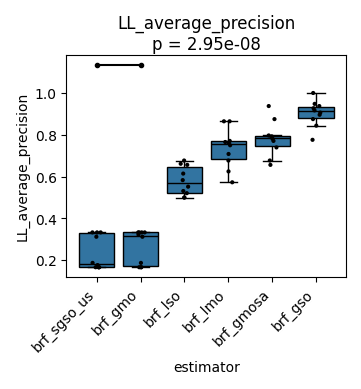 LL_average_precision
p = 2.95e-08
LL_average_precision
1.0
0.8
0.6
0.4
0.2
brf_sgso_us
brf_gmo
brf_lso
brf_lmo
brf_gmosa
brf_gso
estimator